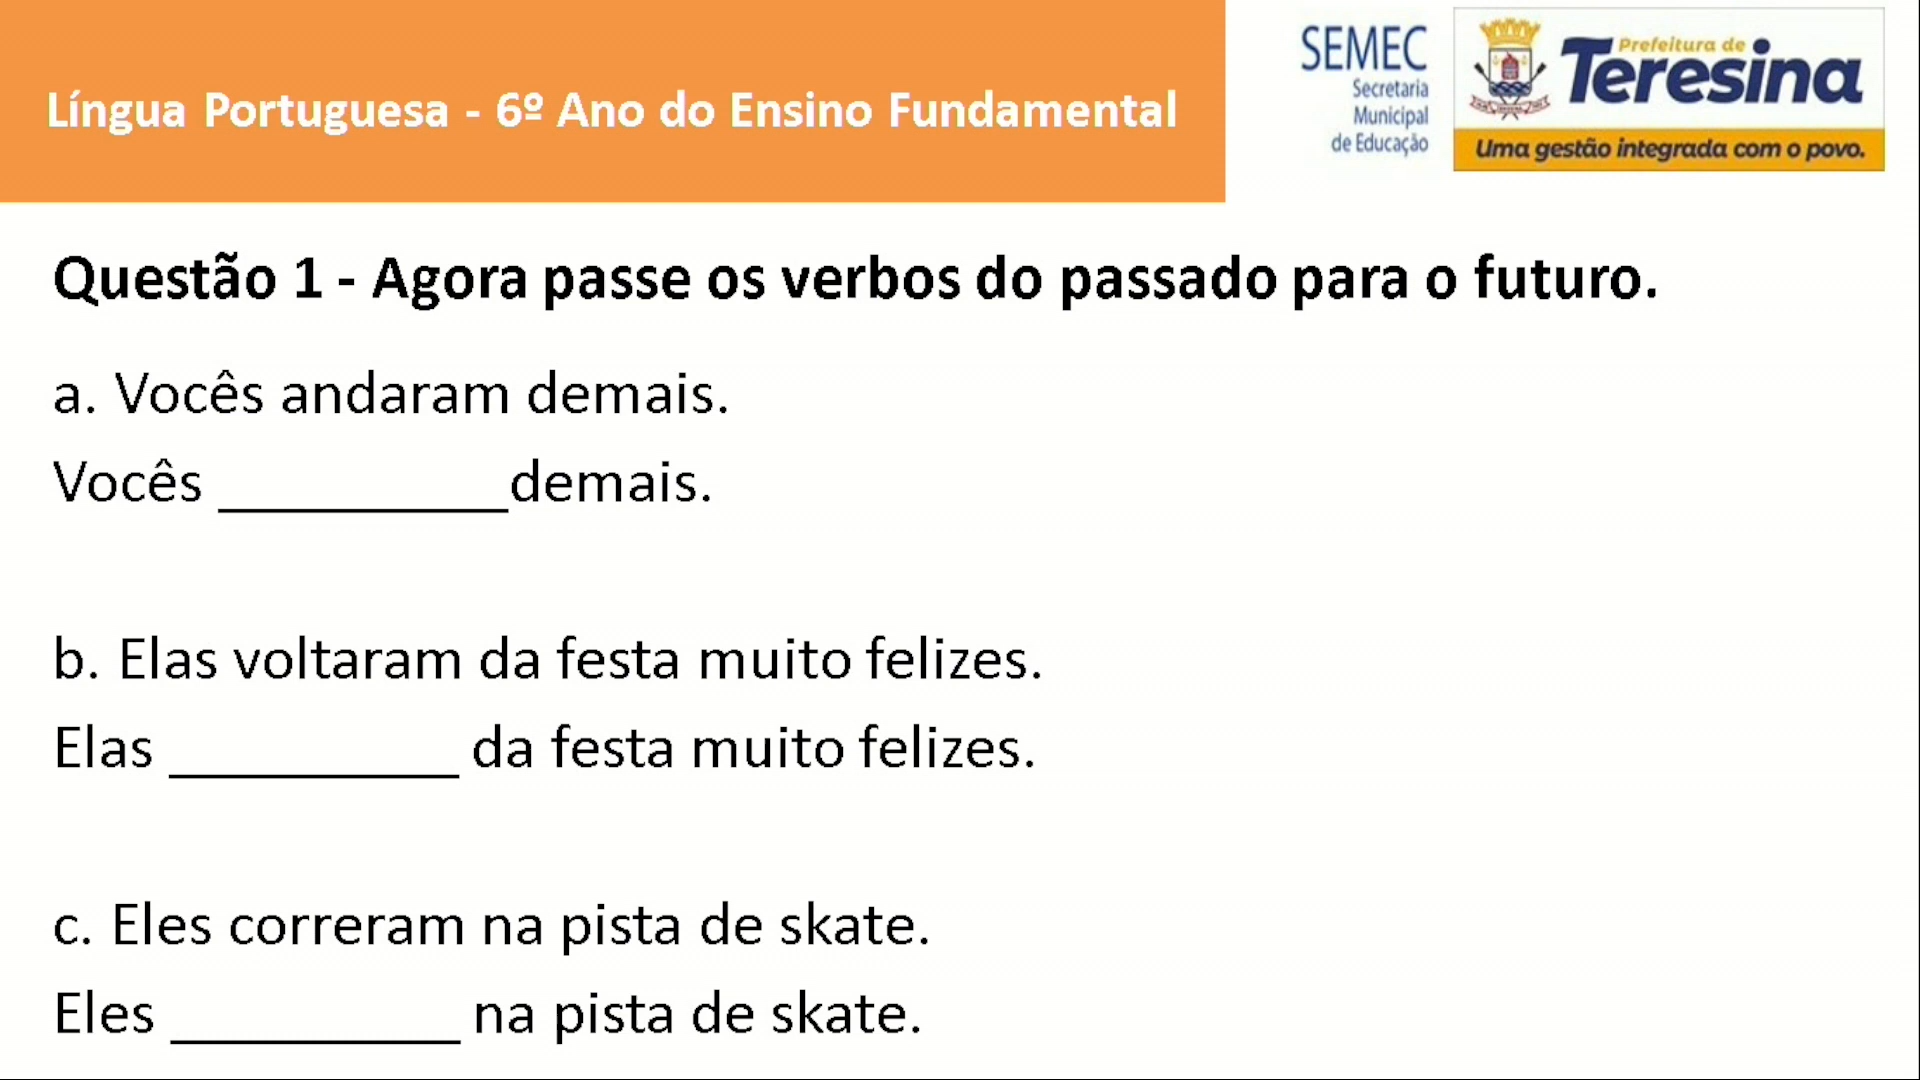 Língua Portuguesa - 6º Ano do Ensino Fundamental
SEMEC
Secretaria
Municipal
de Educação
Prefeitura de
Teresina
Uma gestão integrada com o povo.
Questão 1 - Agora passe os verbos do passado para o futuro.
a. Vocês andaram demais.
Vocês __________demais.
b. Elas voltaram da festa muito felizes.
Elas __________ da festa muito felizes.
c. Eles correram na pista de skate.
Eles __________ na pista de skate.